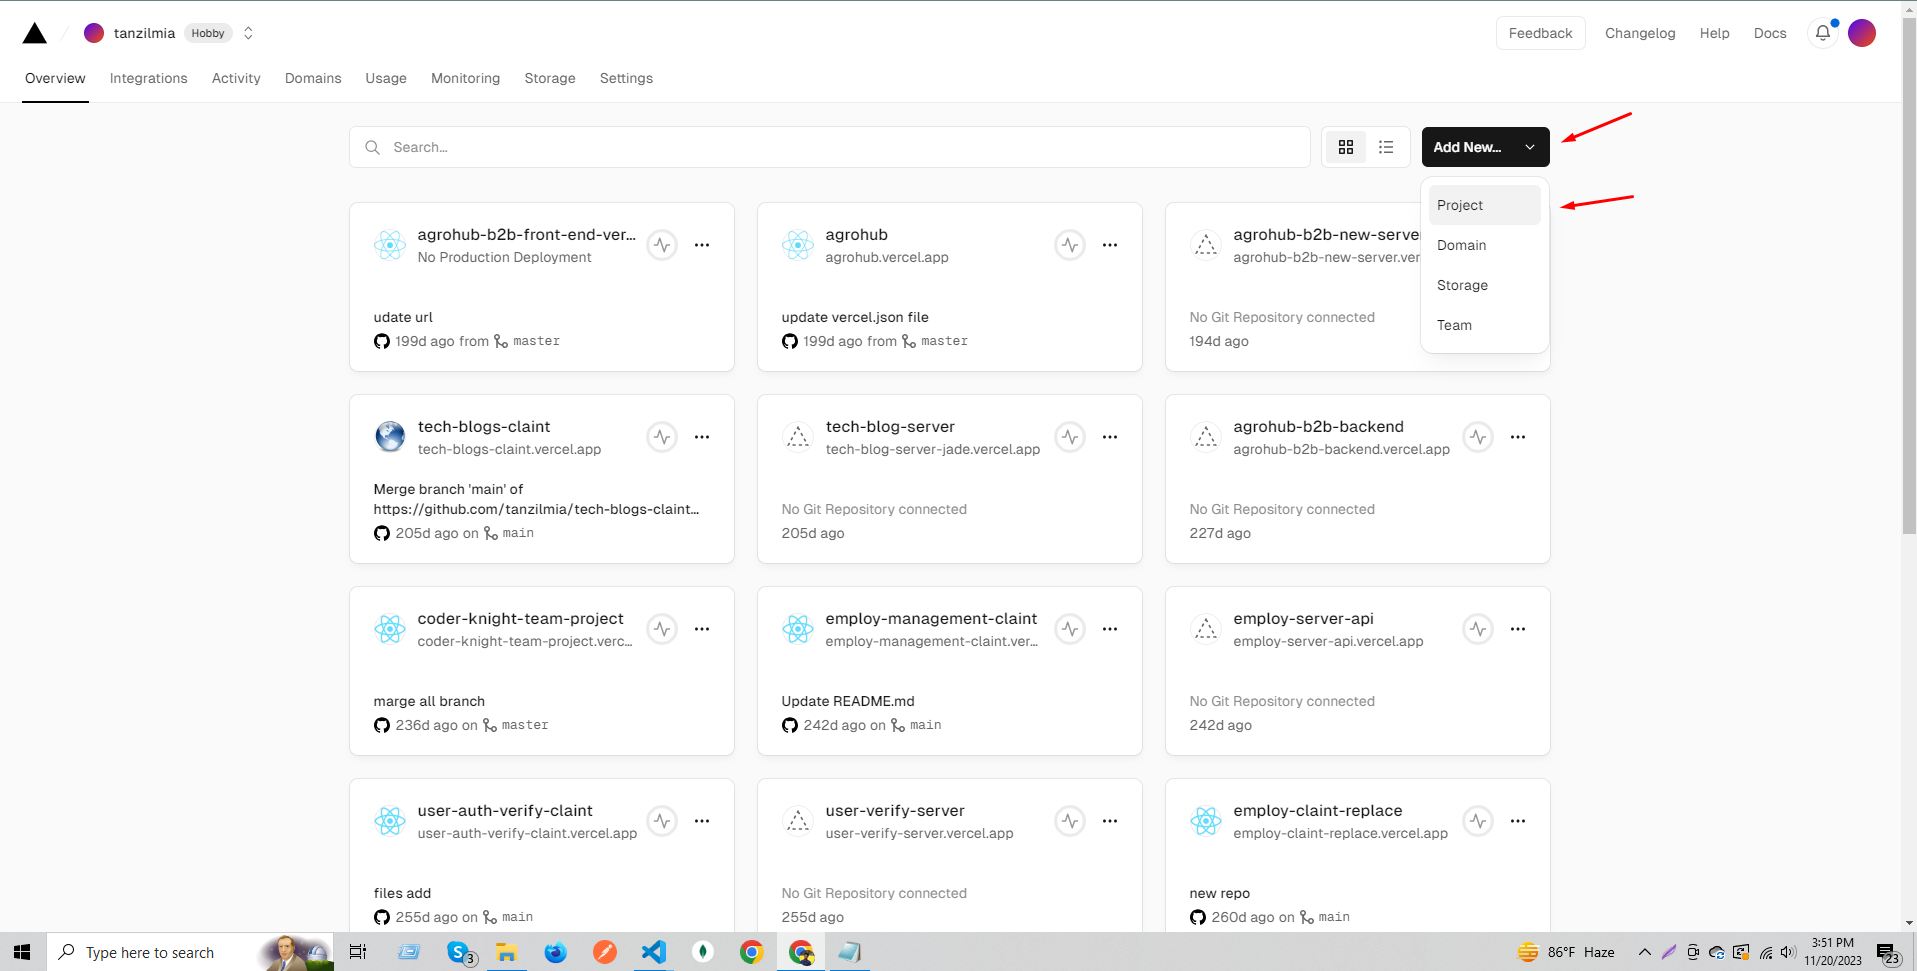 tanzilmia Hobby
Feedback Changelog Help Docs
Overview Integrations Activity Domains Usage Monitoring Storage Settings
Search...
Add New...
Project
Domain
Storage
Team
agrohub-b2b-front-end-ver...
No Production Deployment
udate url
199d ago from master
agrohub
agrohub.vercel.app
update vercel.json file
199d ago from master
agrohub-b2b-new-server
agrohub-b2b-new-server.ver
No Git Repository connected
194d ago
tech-blogs-claint
tech-blogs-claint.vercel.app
Merge branch 'main' of
https://github.com/tanzilmia/tech-blogs-claint...
205d ago on main
tech-blog-server
tech-blog-server-jade.vercel.app
No Git Repository connected
205d ago
agrohub-b2b-backend
agrohub-b2b-backend.vercel.app
No Git Repository connected
227d ago
coder-knight-team-project
coder-knight-team-project.verc...
marge all branch
236d ago on master
employ-management-claint
employ-management-claint.ver...
Update README.md
242d ago on main
employ-server-api
employ-server-api.vercel.app
No Git Repository connected
242d ago
user-auth-verify-claint
user-auth-verify-claint.vercel.app
files add
255d ago on main
user-verify-server
user-verify-server.vercel.app
No Git Repository connected
255d ago
employ-claint-replace
employ-claint-replace.vercel.app
new repo
260d ago on main
Type here to search
3
86°F Haze
3:51 PM
11/20/2023
23